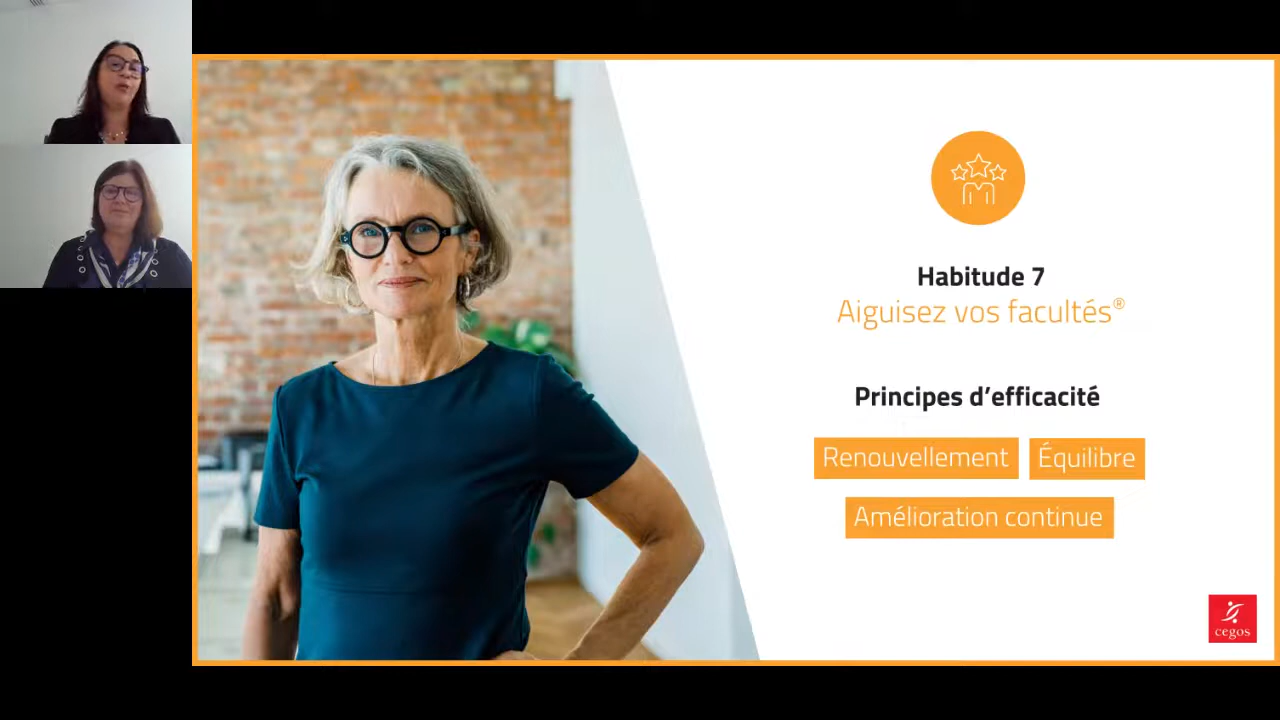 Habitude 7
Aiguisez vos facultés®
Principes d’efficacité
Renouvellement Équilibre
Amélioration continue
cegos